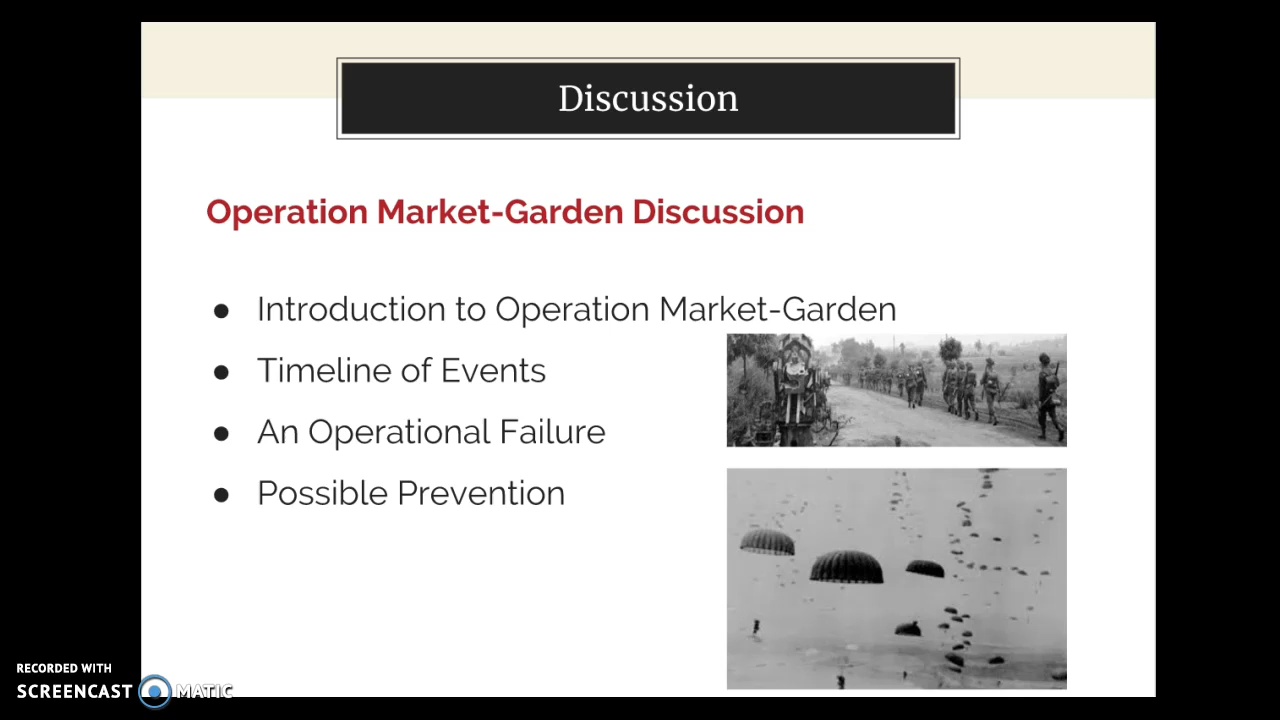 Discussion
Operation Market-Garden Discussion
● Introduction to Operation Market-Garden
● Timeline of Events
● An Operational Failure
● Possible Prevention
RECORDED WITH
SCREENCAST MATIC